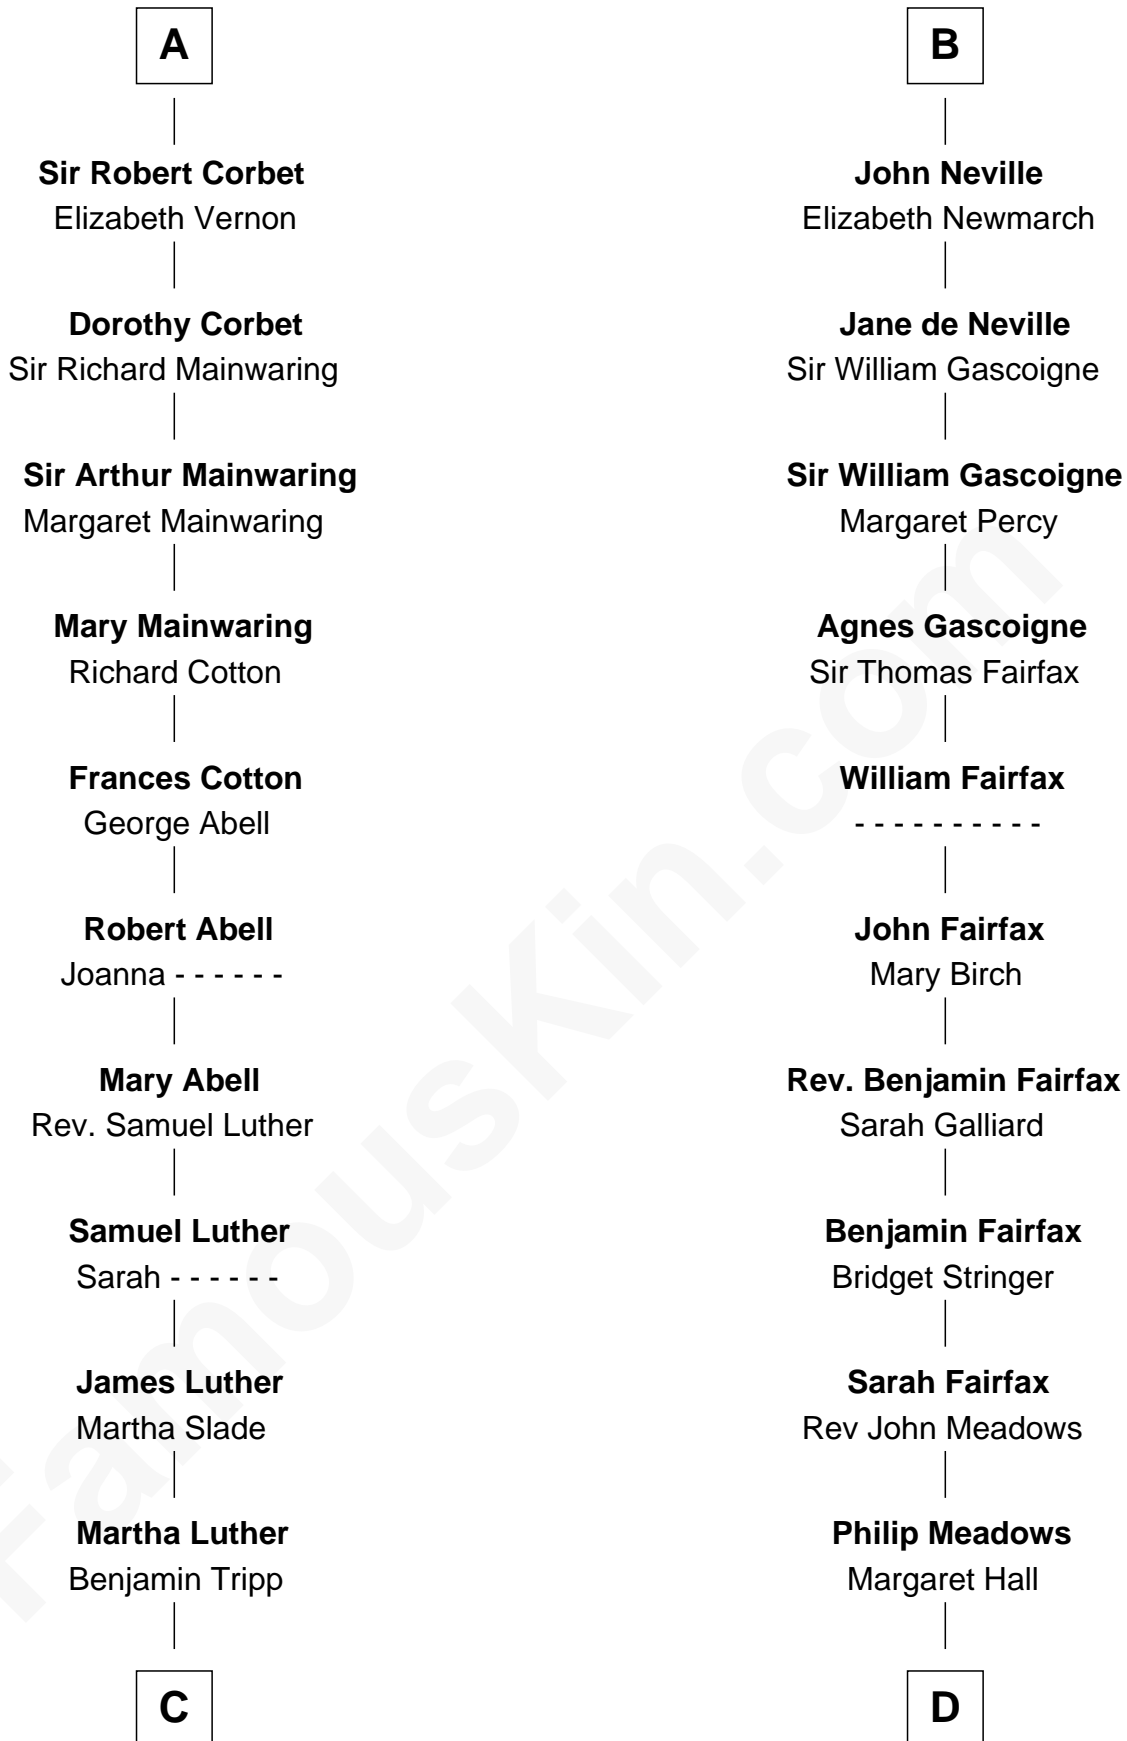 A
Sir Robert Corbet
Elizabeth Vernon
Dorothy Corbet
Sir Richard Mainwaring
Sir Arthur Mainwaring
Margaret Mainwaring
Mary Mainwaring
Richard Cotton
Frances Cotton
George Abell
Robert Abell
Joanna - - - - - -
Mary Abell
Rev. Samuel Luther
Samuel Luther
Sarah - - - - - -
James Luther
Martha Slade
Martha Luther
Benjamin Tripp
C
B
John Neville
Elizabeth Newmarch
Jane de Neville
Sir William Gascoigne
Sir William Gascoigne
Margaret Percy
Agnes Gascoigne
Sir Thomas Fairfax
William Fairfax
- - - - - - - - - -
John Fairfax
Mary Birch
Rev. Benjamin Fairfax
Sarah Galliard
Benjamin Fairfax
Bridget Stringer
Sarah Fairfax
Rev John Meadows
Philip Meadows
Margaret Hall
D
FamousKin.com